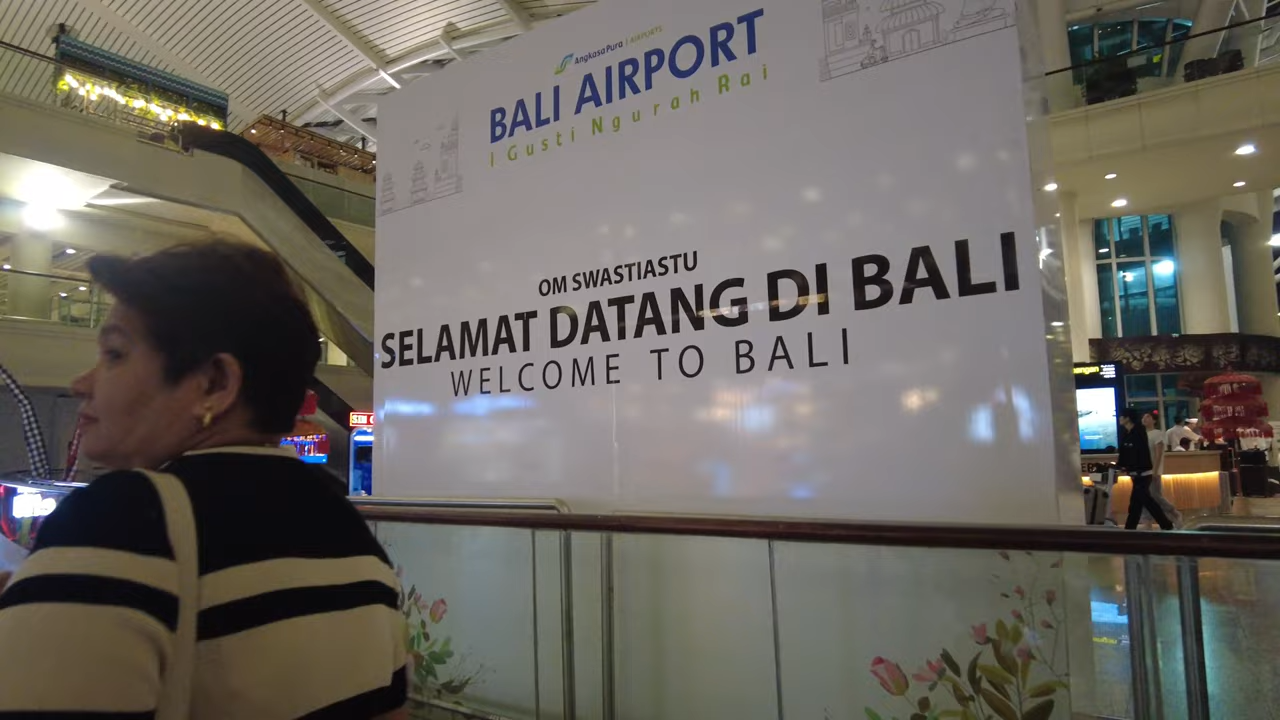 AngkasaPura | AIRPORTS
BALI AIRPORT
I Gusti Ngurah Rai
OM SWASTIASTU
SELAMAT DATANG DI BALI
WELCOME TO BALI